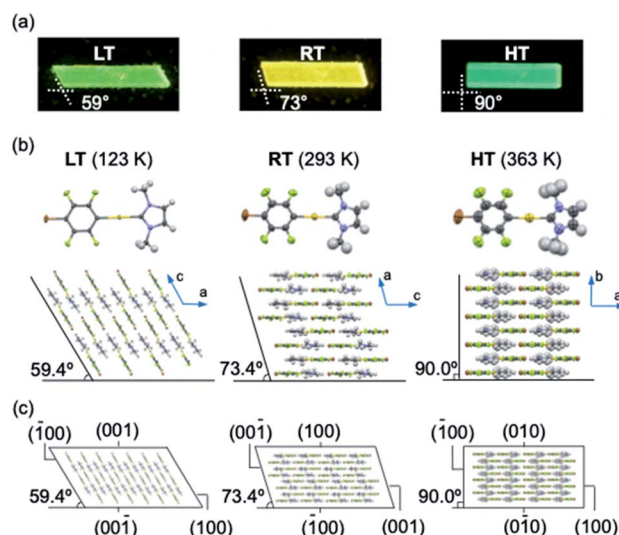 (a)
LT RT HT
59° 73° 90°
(b)
LT (123 K) RT (293 K) HT (363 K)
c a a c b a
59.4° 73.4° 90.0°
(c)
(1̄00) (001) (001̄) (100) (1̄00) (010)
59.4° 73.4° 90.0°
(001̄) (100) (1̄00) (001) (01̄0) (100)